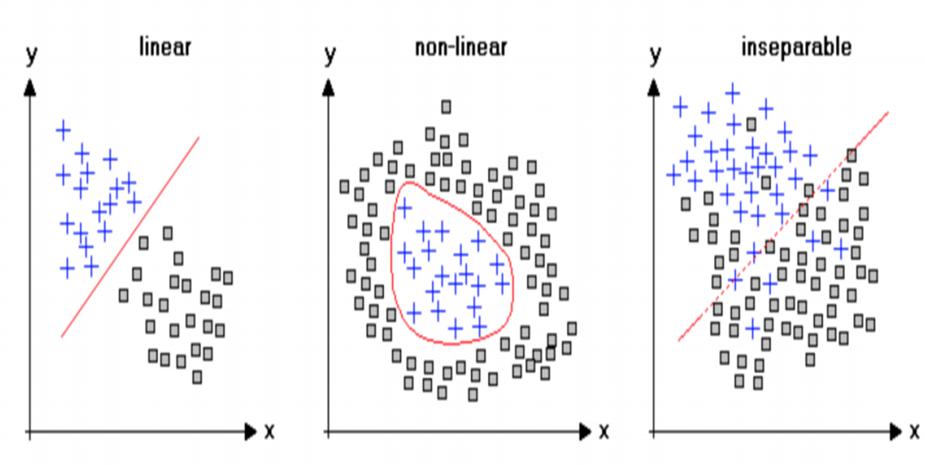 linear
y
x
non-linear
y
x
inseparable
y
x